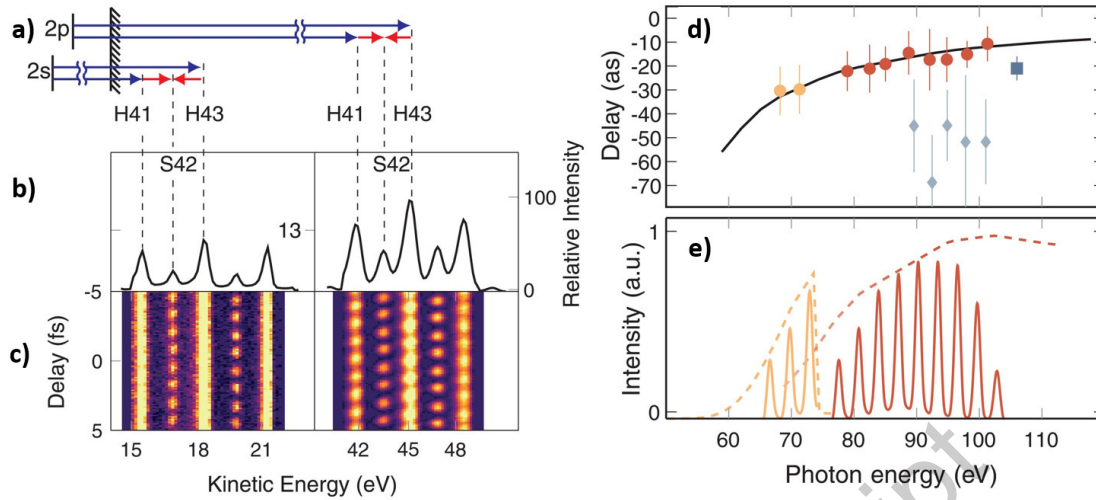 a)
2p
2s
H41
H43
H41
H43
b)
S42
S42
13
100
0
Relative Intensity
c)
Delay (fs)
-5
0
5
15
18
21
42
45
48
Kinetic Energy (eV)
d)
Delay (as)
0
-10
-20
-30
-40
-50
-60
-70
e)
Intensity (a.u.)
1
0
60
70
80
90
100
110
Photon energy (eV)